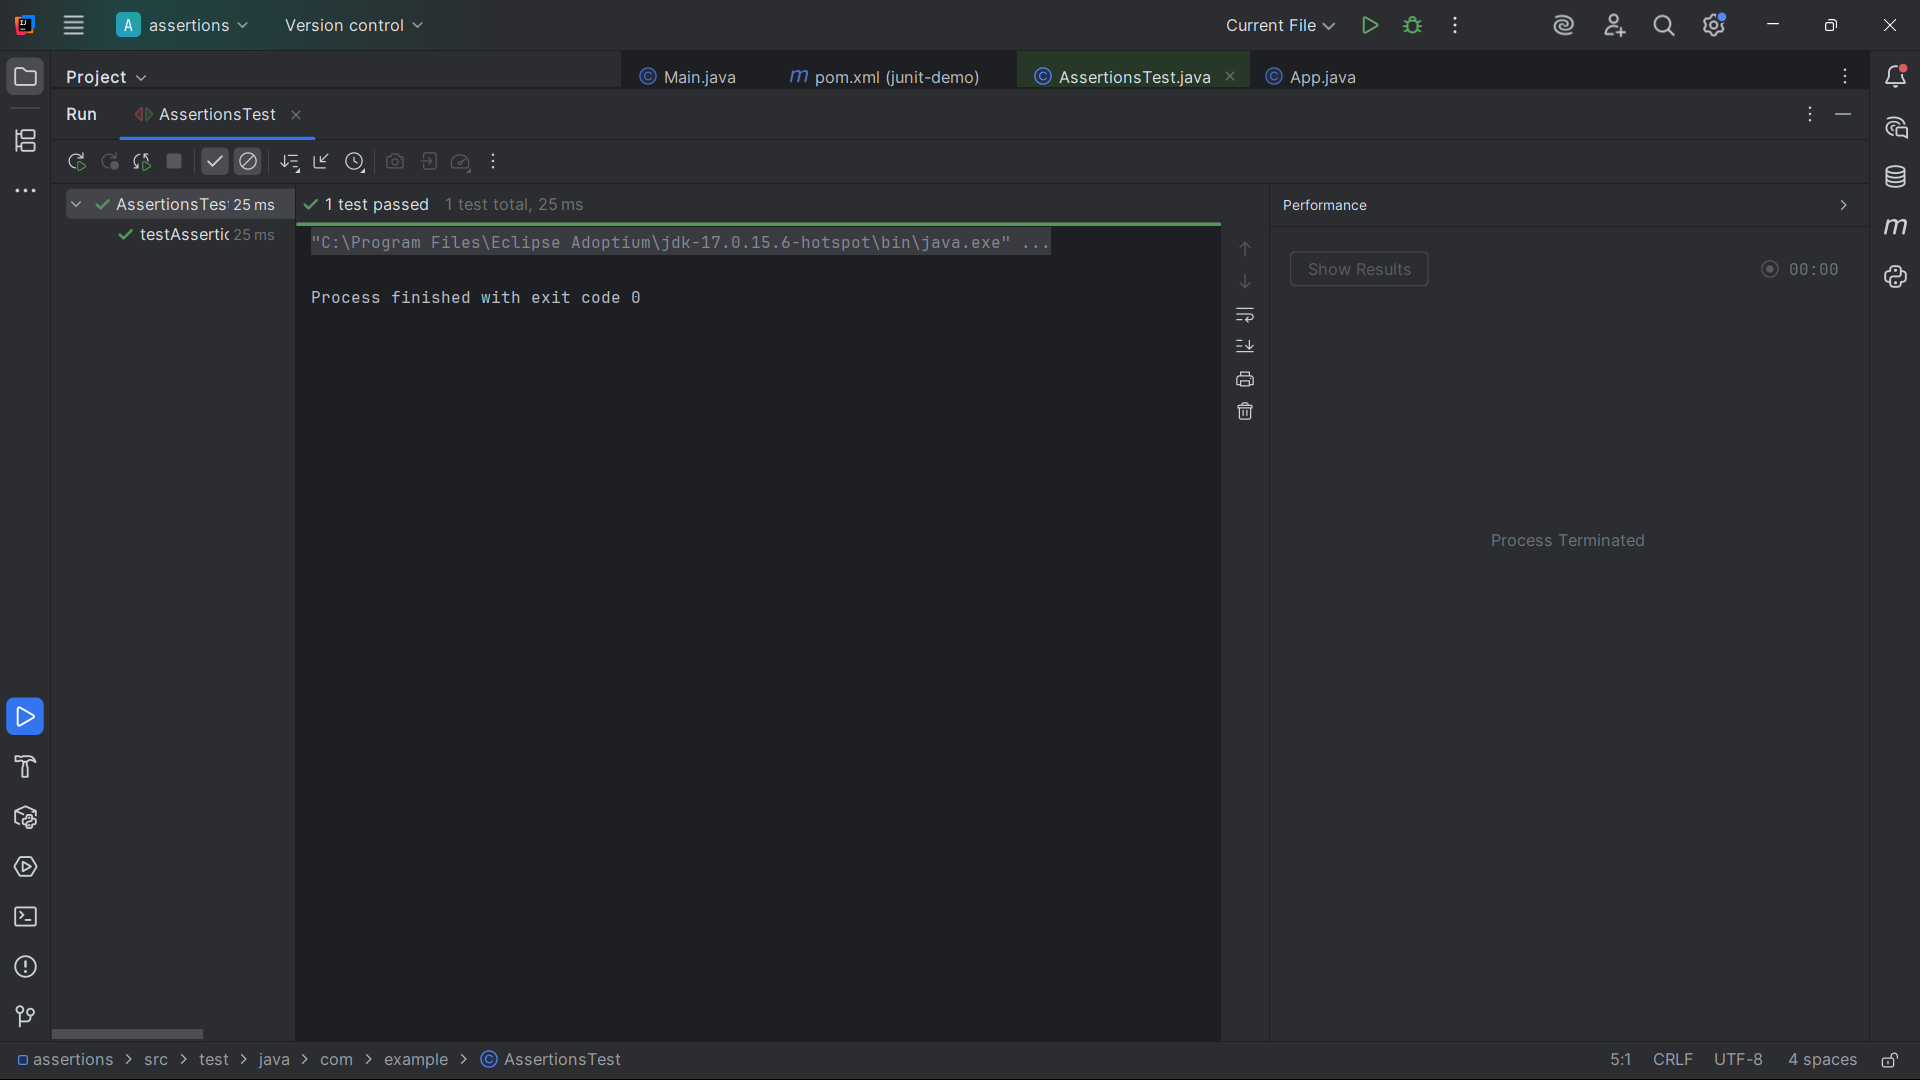 A assertions Version control Current File
Project Main.java m pom.xml (junit-demo) AssertionsTest.java App.java
Run AssertionsTest
AssertionsTes 25 ms 1 test passed 1 test total, 25 ms Performance
testAssertic 25 ms
"C:\Program Files\Eclipse Adoptium\jdk-17.0.15.6-hotspot\bin\java.exe" ...
Show Results 00:00
Process finished with exit code 0
Process Terminated
assertions > src > test > java > com > example > AssertionsTest 5:1 CRLF UTF-8 4 spaces